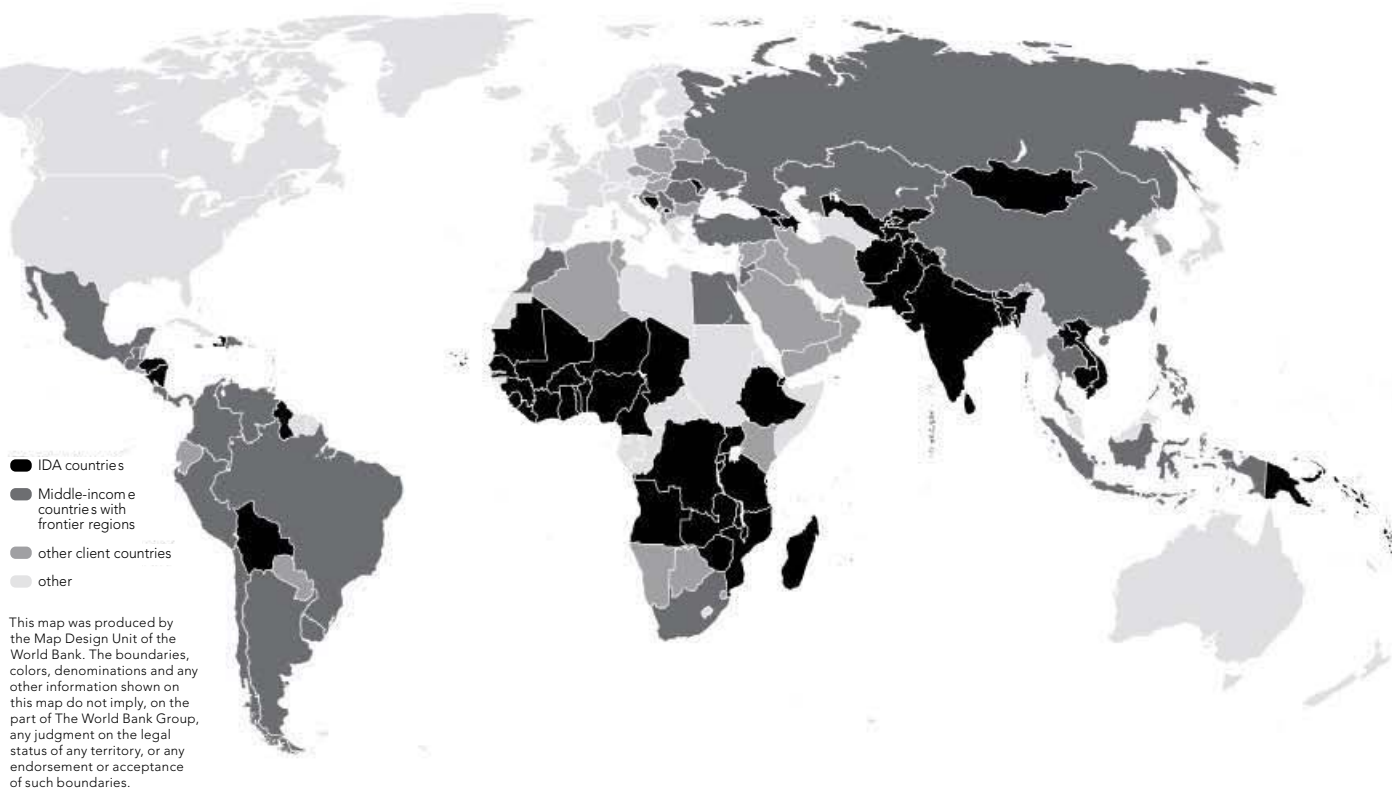 IDA countries
Middle-income
countries with
frontier regions
other client countries
other
This map was produced by
the Map Design Unit of the
World Bank. The boundaries,
colors, denominations and any
other information shown on
this map do not imply, on the
part of The World Bank Group,
any judgment on the legal
status of any territory, or any
endorsement or acceptance
of such boundaries.